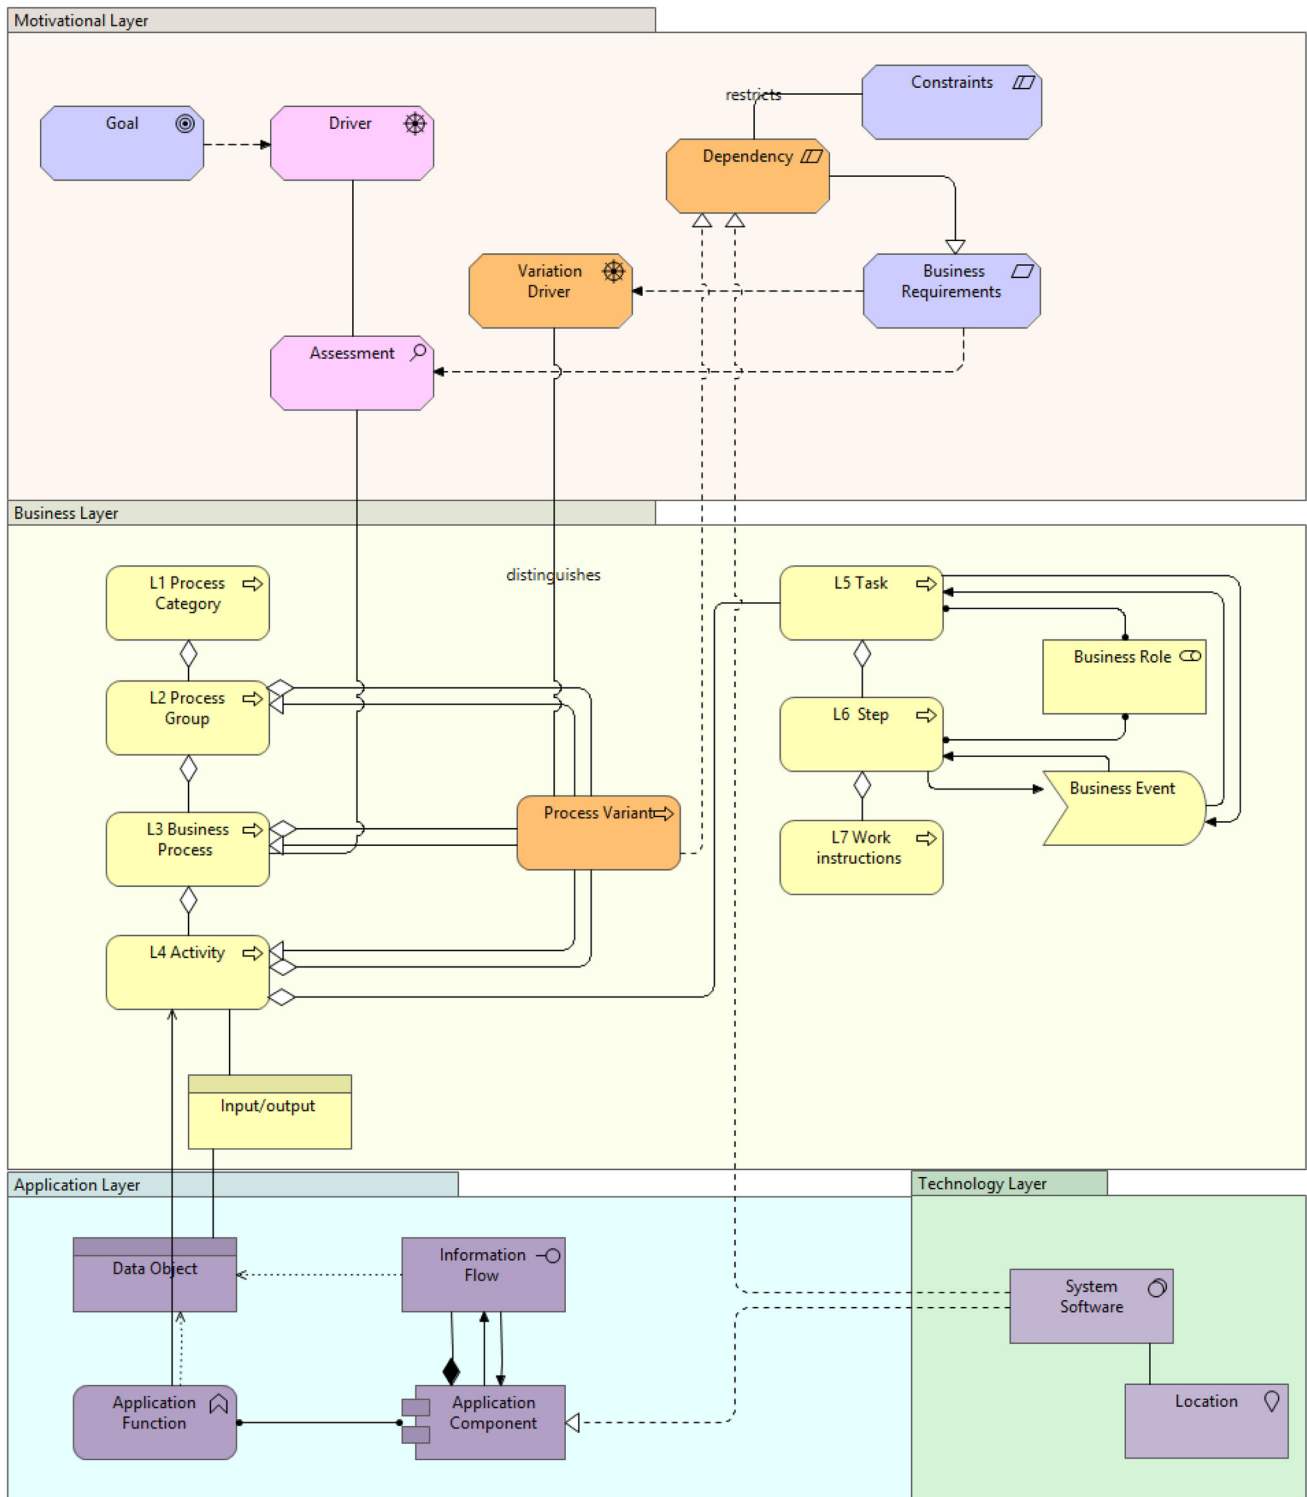 Motivational Layer
Goal
Driver
restricts
Constraints
Dependency
Variation
Driver
Business
Requirements
Assessment
Business Layer
distinguishes
L1 Process
Category
L2 Process
Group
L3 Business
Process
L4 Activity
Process Variant
L5 Task
Business Role
L6  Step
Business Event
L7 Work
instructions
Input/output
Application Layer
Data Object
Information
Flow
Application
Function
Application
Component
Technology Layer
System
Software
Location